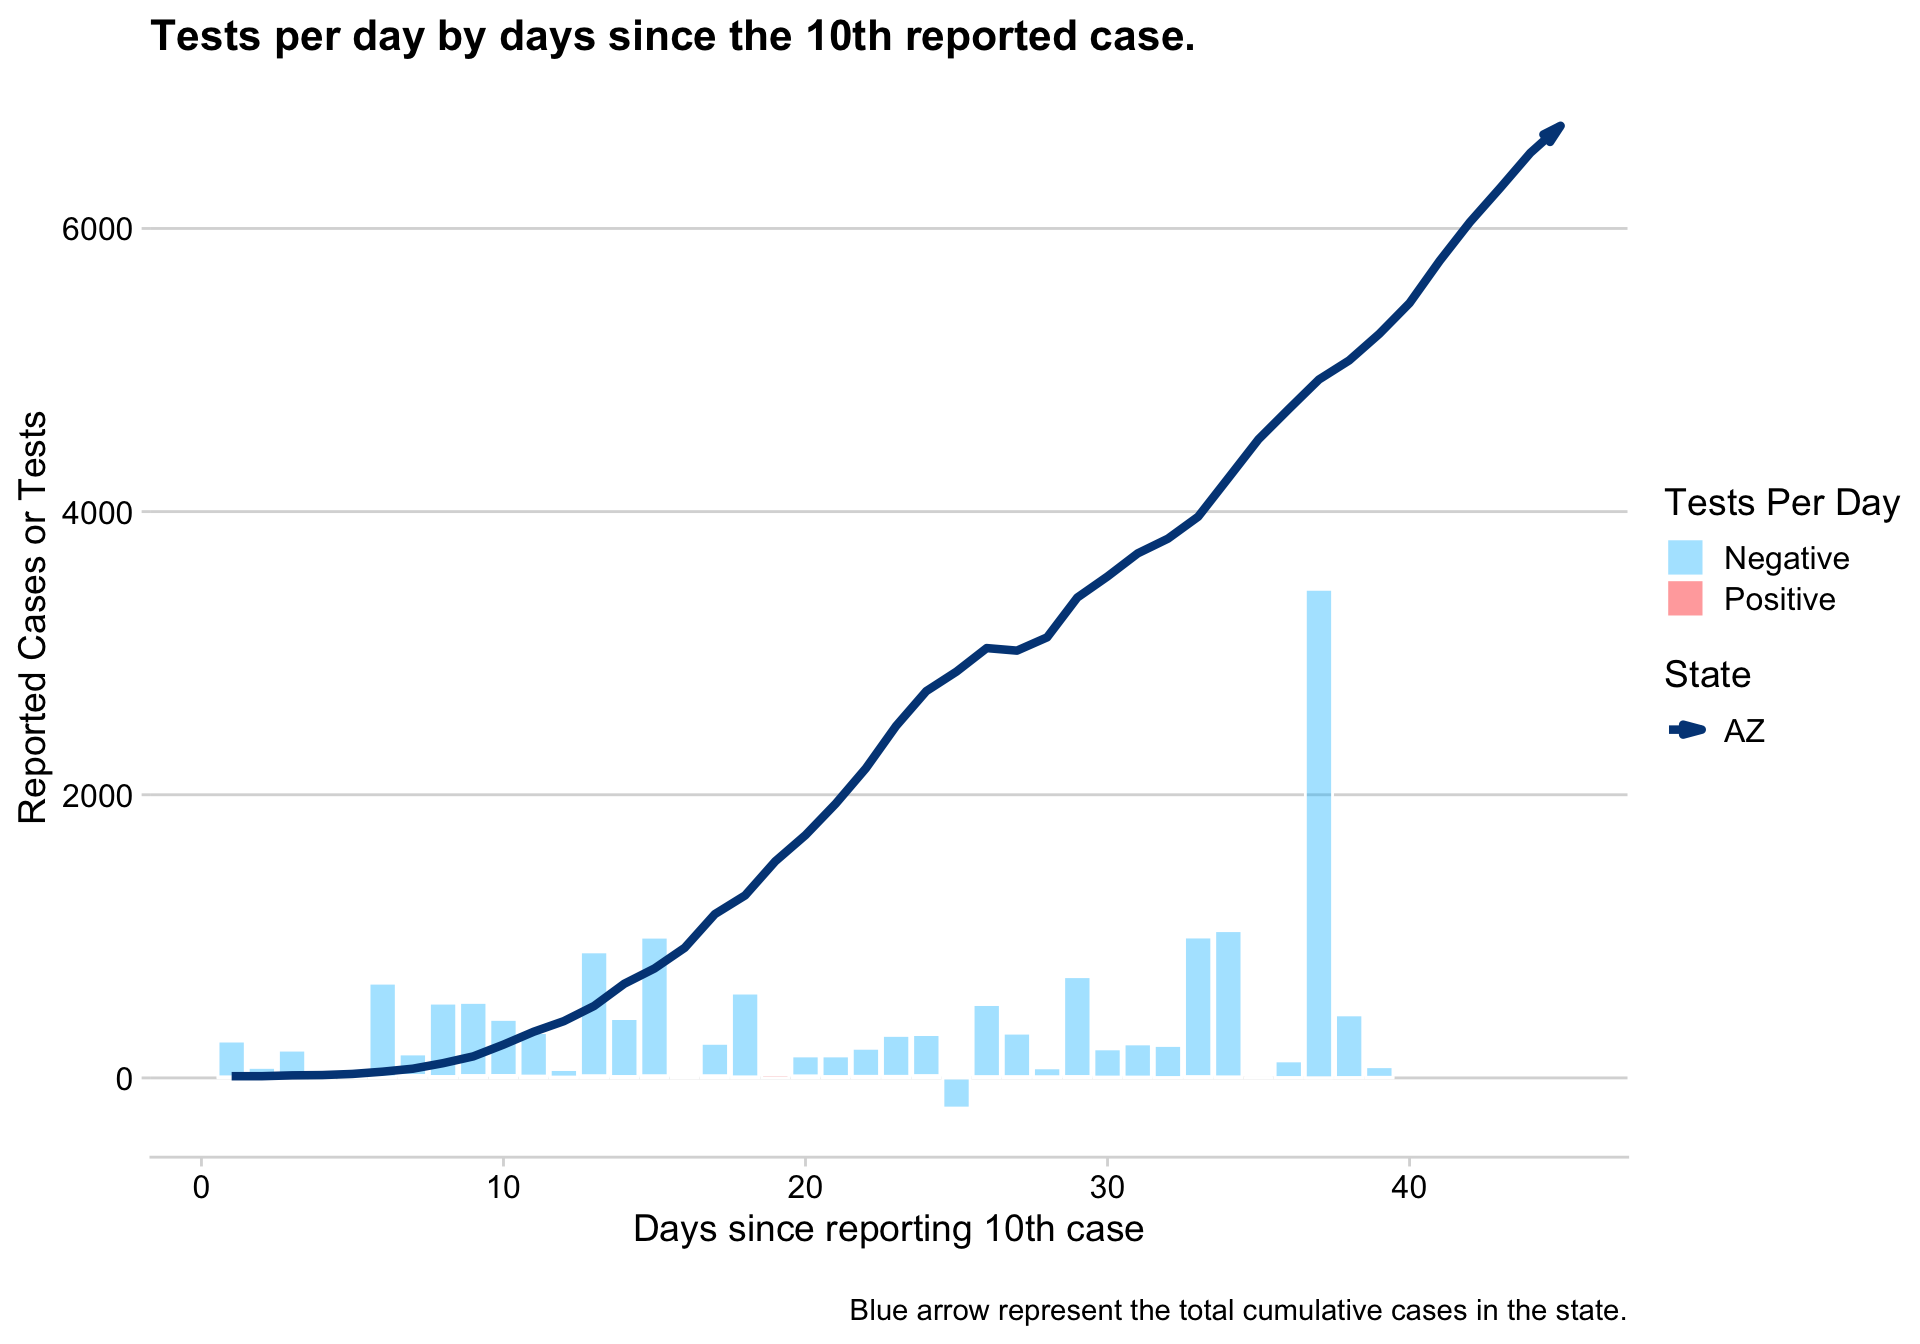 Tests per day by days since the 10th reported case.
Reported Cases or Tests
6000
4000
2000
0
0 10 20 30 40
Days since reporting 10th case
Tests Per Day
Negative
Positive
State
AZ
Blue arrow represent the total cumulative cases in the state.